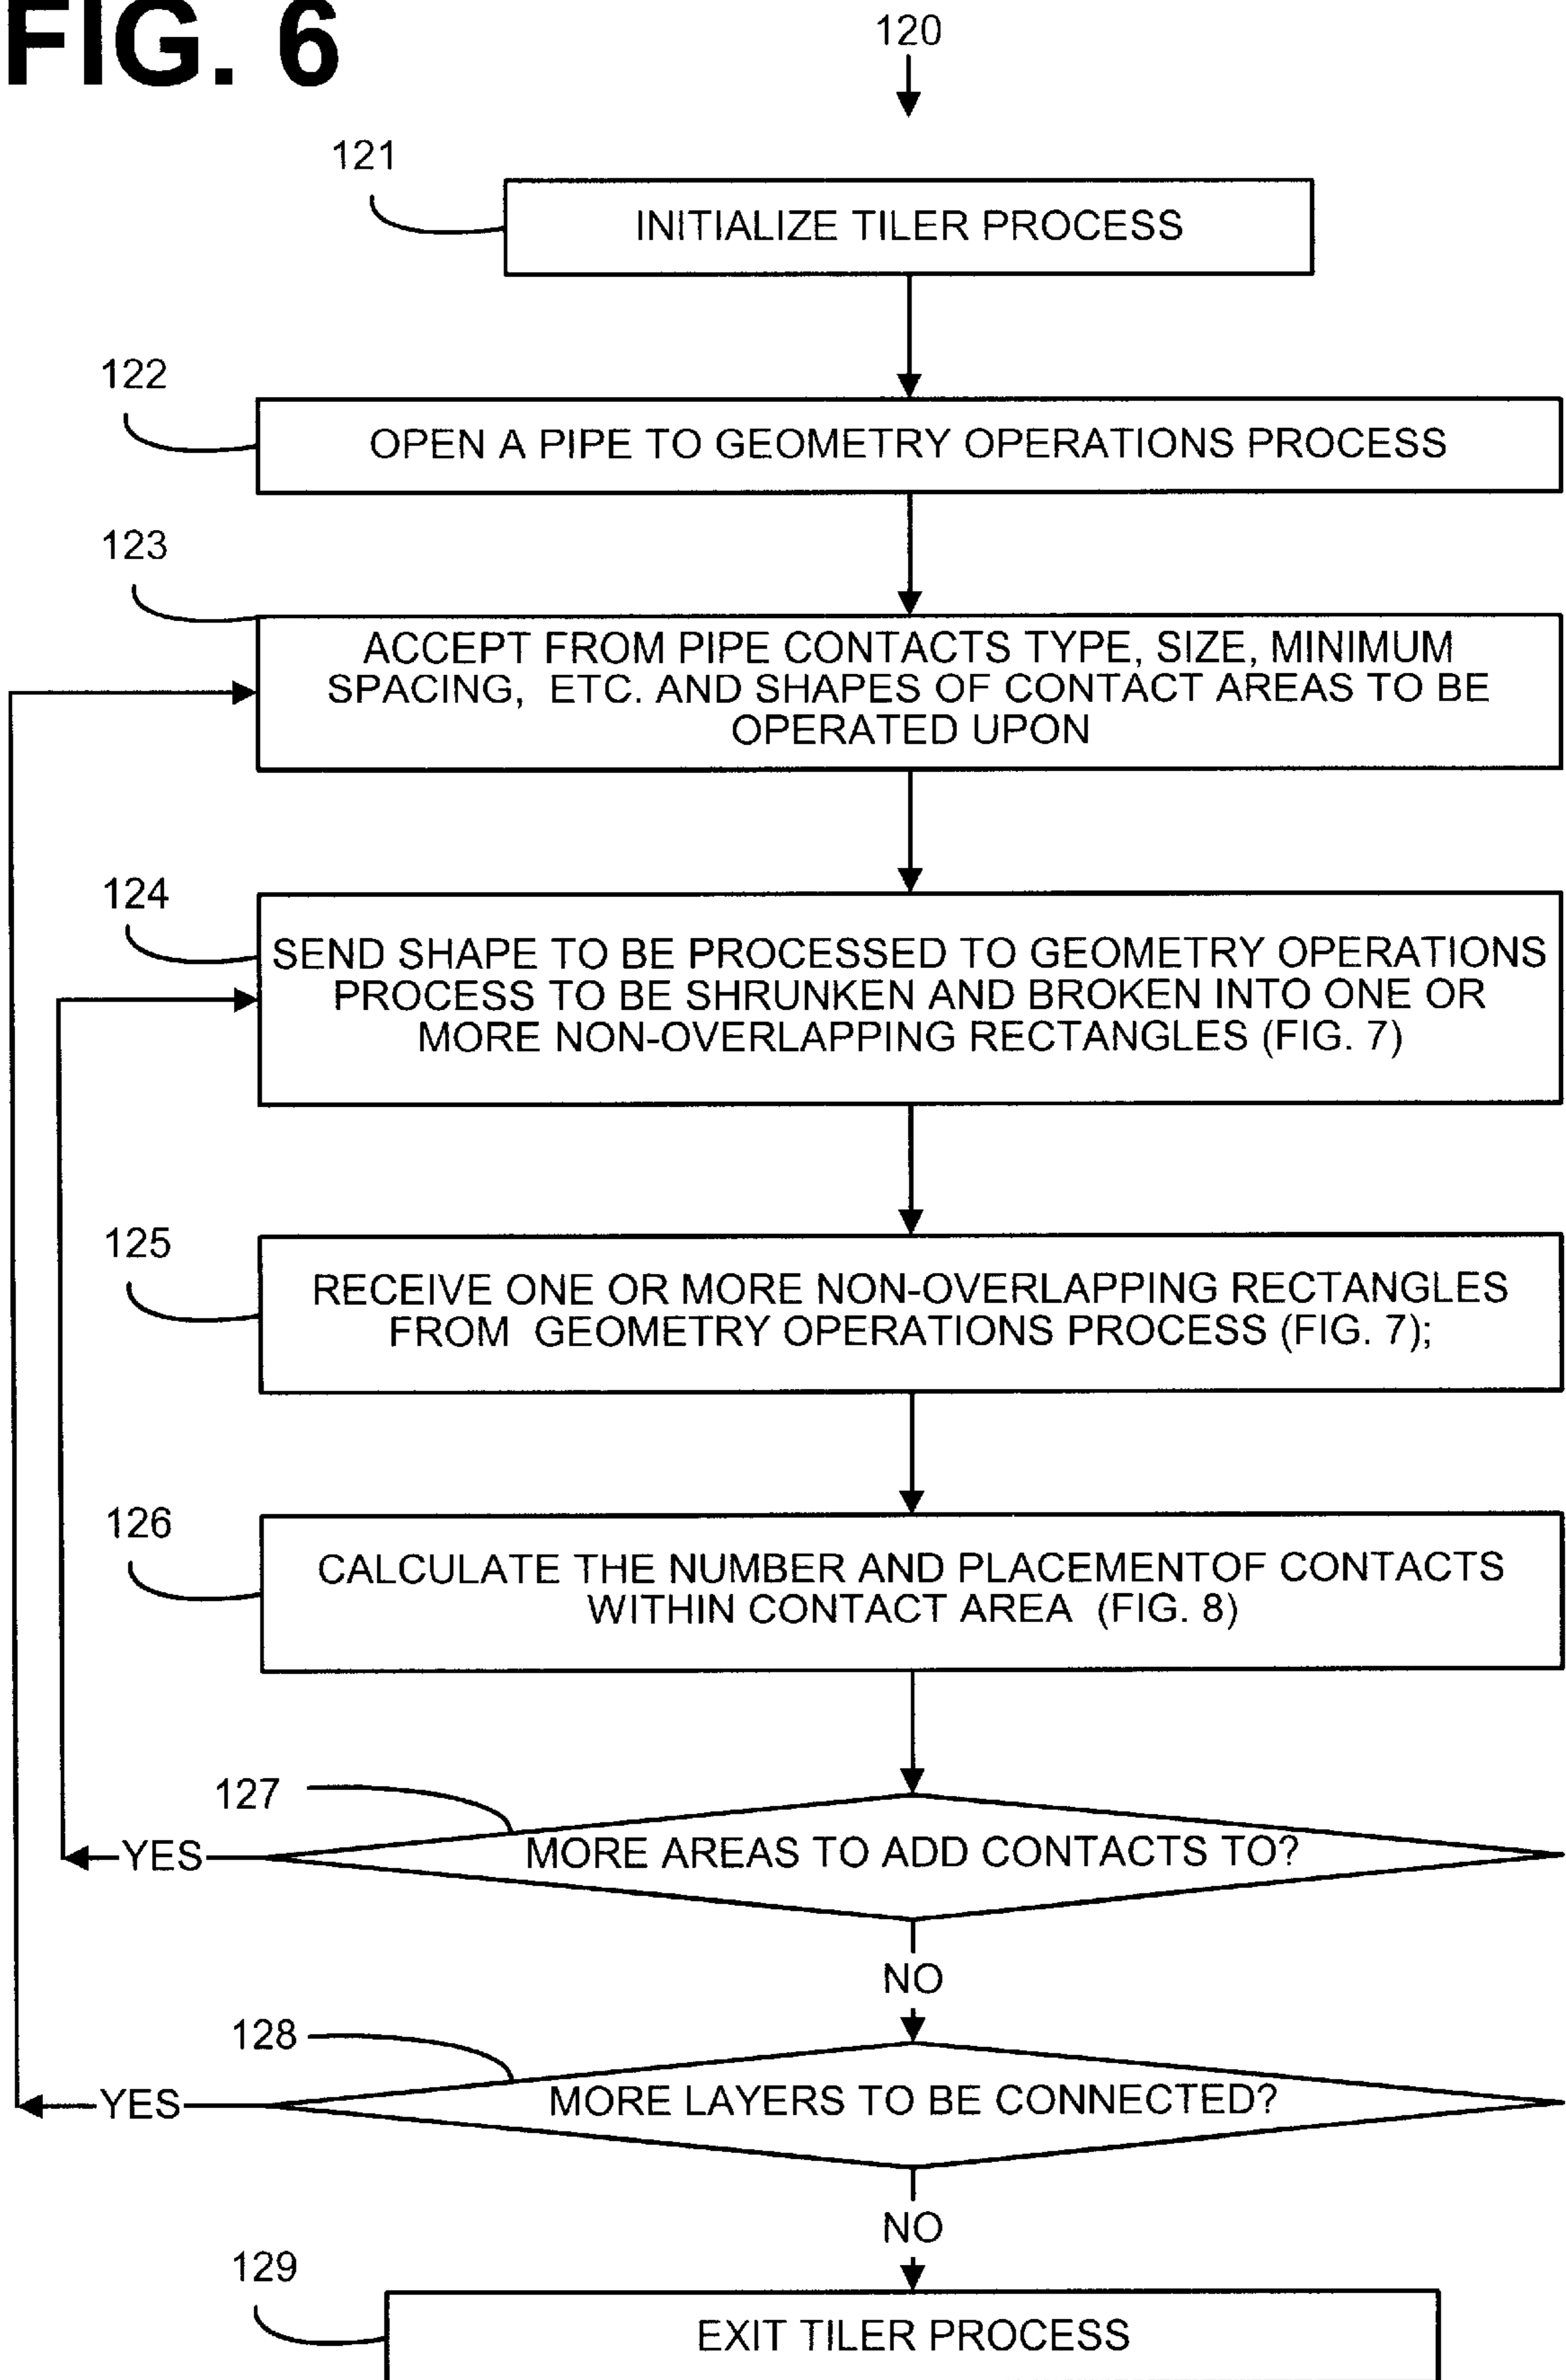 FIG. 6
120
121
INITIALIZE TILER PROCESS
122
OPEN A PIPE TO GEOMETRY OPERATIONS PROCESS
123
ACCEPT FROM PIPE CONTACTS TYPE, SIZE, MINIMUM
SPACING, ETC. AND SHAPES OF CONTACT AREAS TO BE
OPERATED UPON
124
SEND SHAPE TO BE PROCESSED TO GEOMETRY OPERATIONS
PROCESS TO BE SHRUNKEN AND BROKEN INTO ONE OR
MORE NON-OVERLAPPING RECTANGLES (FIG. 7)
125
RECEIVE ONE OR MORE NON-OVERLAPPING RECTANGLES
FROM GEOMETRY OPERATIONS PROCESS (FIG. 7);
126
CALCULATE THE NUMBER AND PLACEMENTOF CONTACTS
WITHIN CONTACT AREA (FIG. 8)
127
MORE AREAS TO ADD CONTACTS TO?
YES
NO
128
MORE LAYERS TO BE CONNECTED?
YES
NO
129
EXIT TILER PROCESS